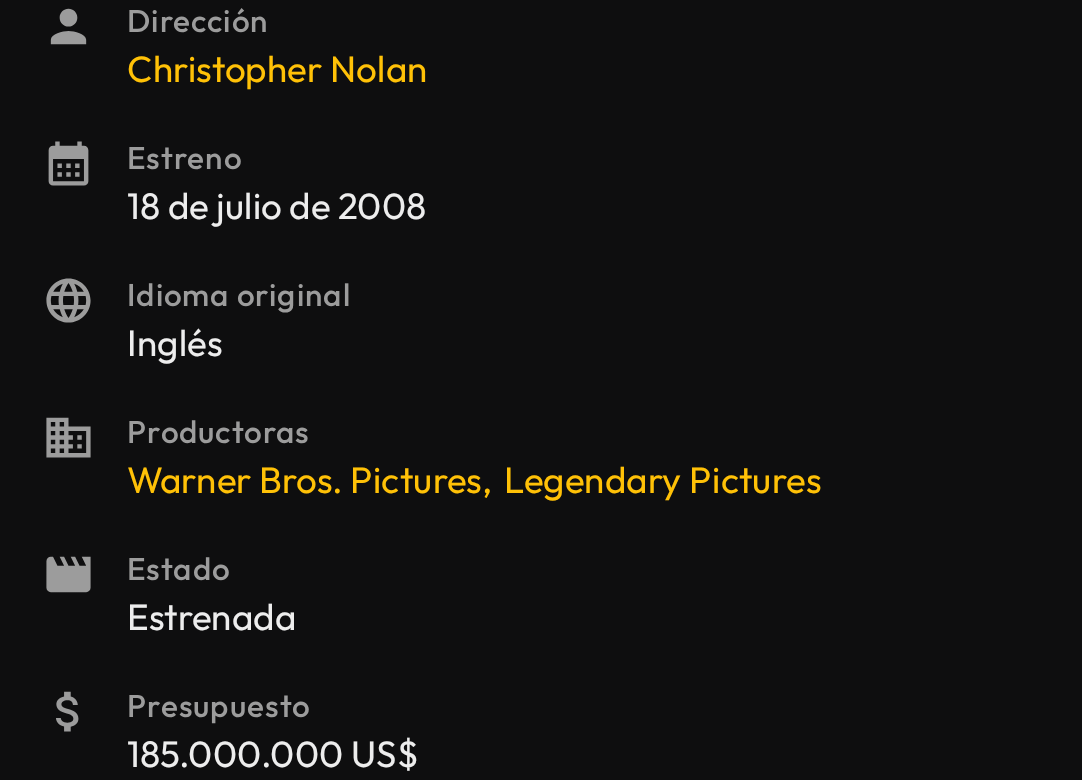 Dirección
Christopher Nolan
Estreno
18 de julio de 2008
Idioma original
Inglés
Productoras
Warner Bros. Pictures, Legendary Pictures
Estado
Estrenada
Presupuesto
185.000.000 US$